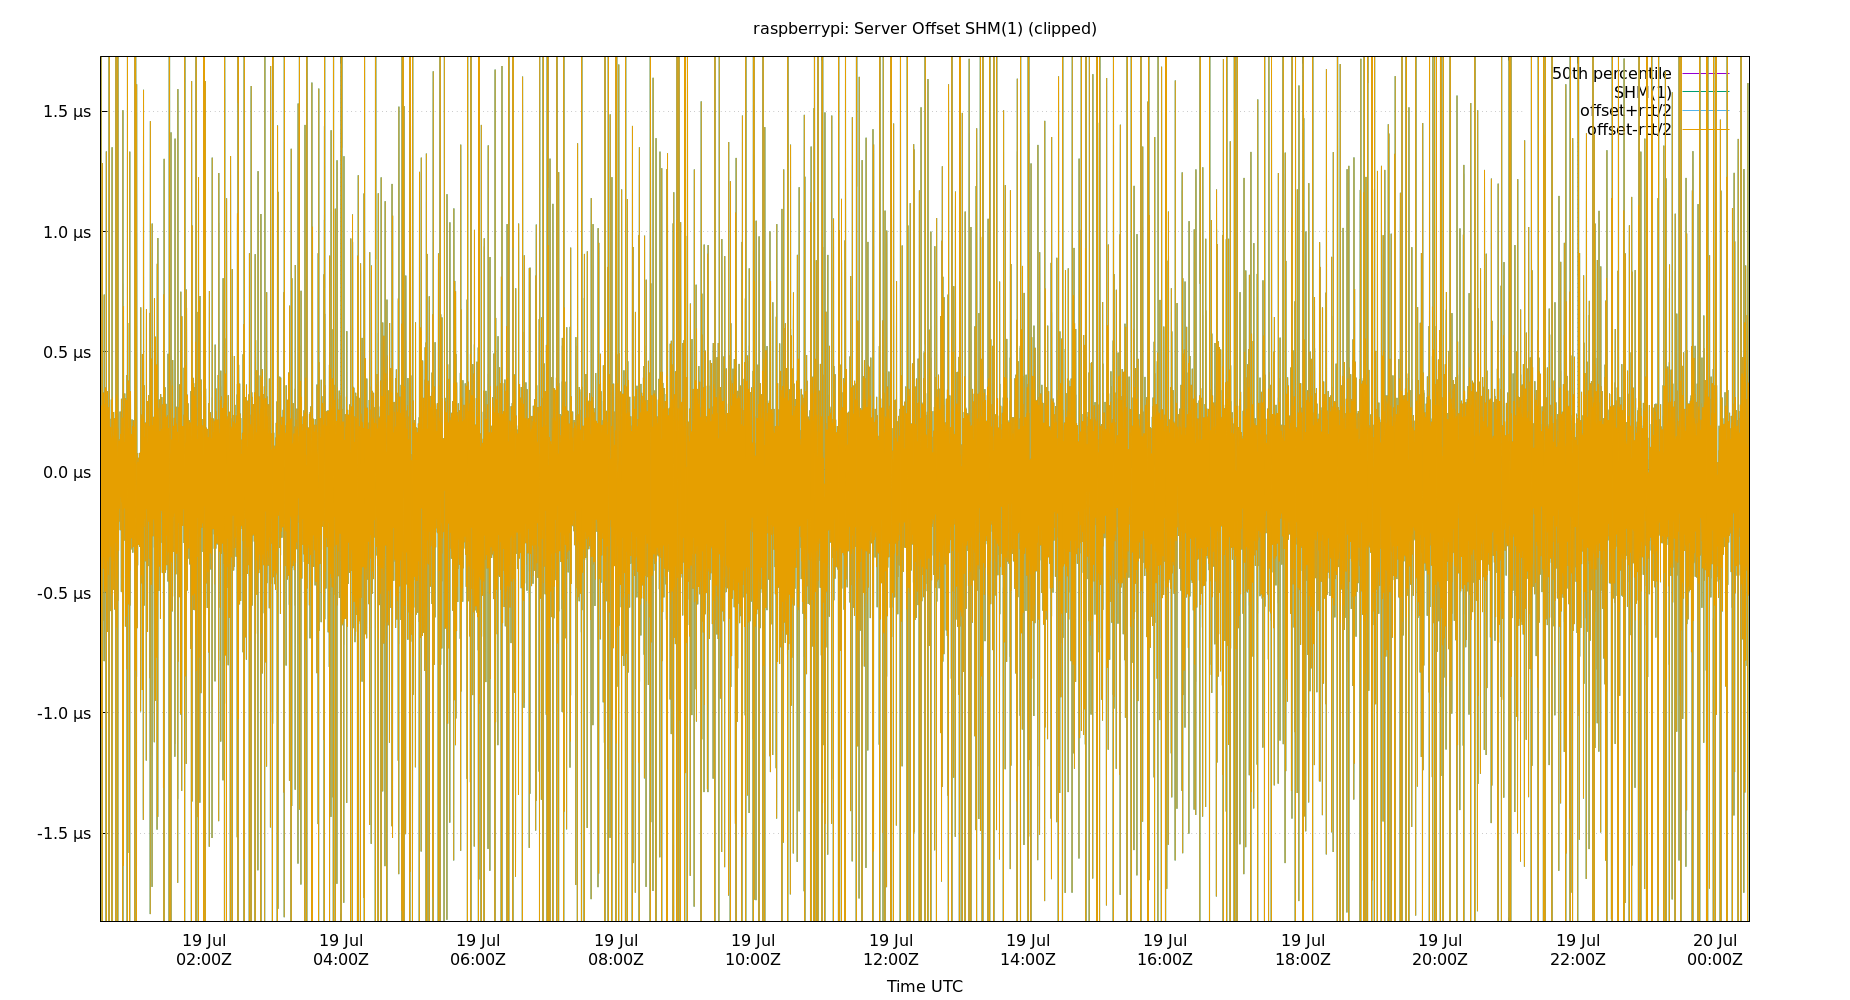 raspberrypi: Server Offset SHM(1) (clipped)
50th percentile
SHM(1)
offset+rtt/2
offset-rtt/2
1.5 µs
1.0 µs
0.5 µs
0.0 µs
-0.5 µs
-1.0 µs
-1.5 µs
19 Jul 19 Jul 19 Jul 19 Jul 19 Jul 19 Jul 19 Jul 19 Jul 19 Jul 19 Jul 19 Jul 20 Jul
02:00Z 04:00Z 06:00Z 08:00Z 10:00Z 12:00Z 14:00Z 16:00Z 18:00Z 20:00Z 22:00Z 00:00Z
Time UTC